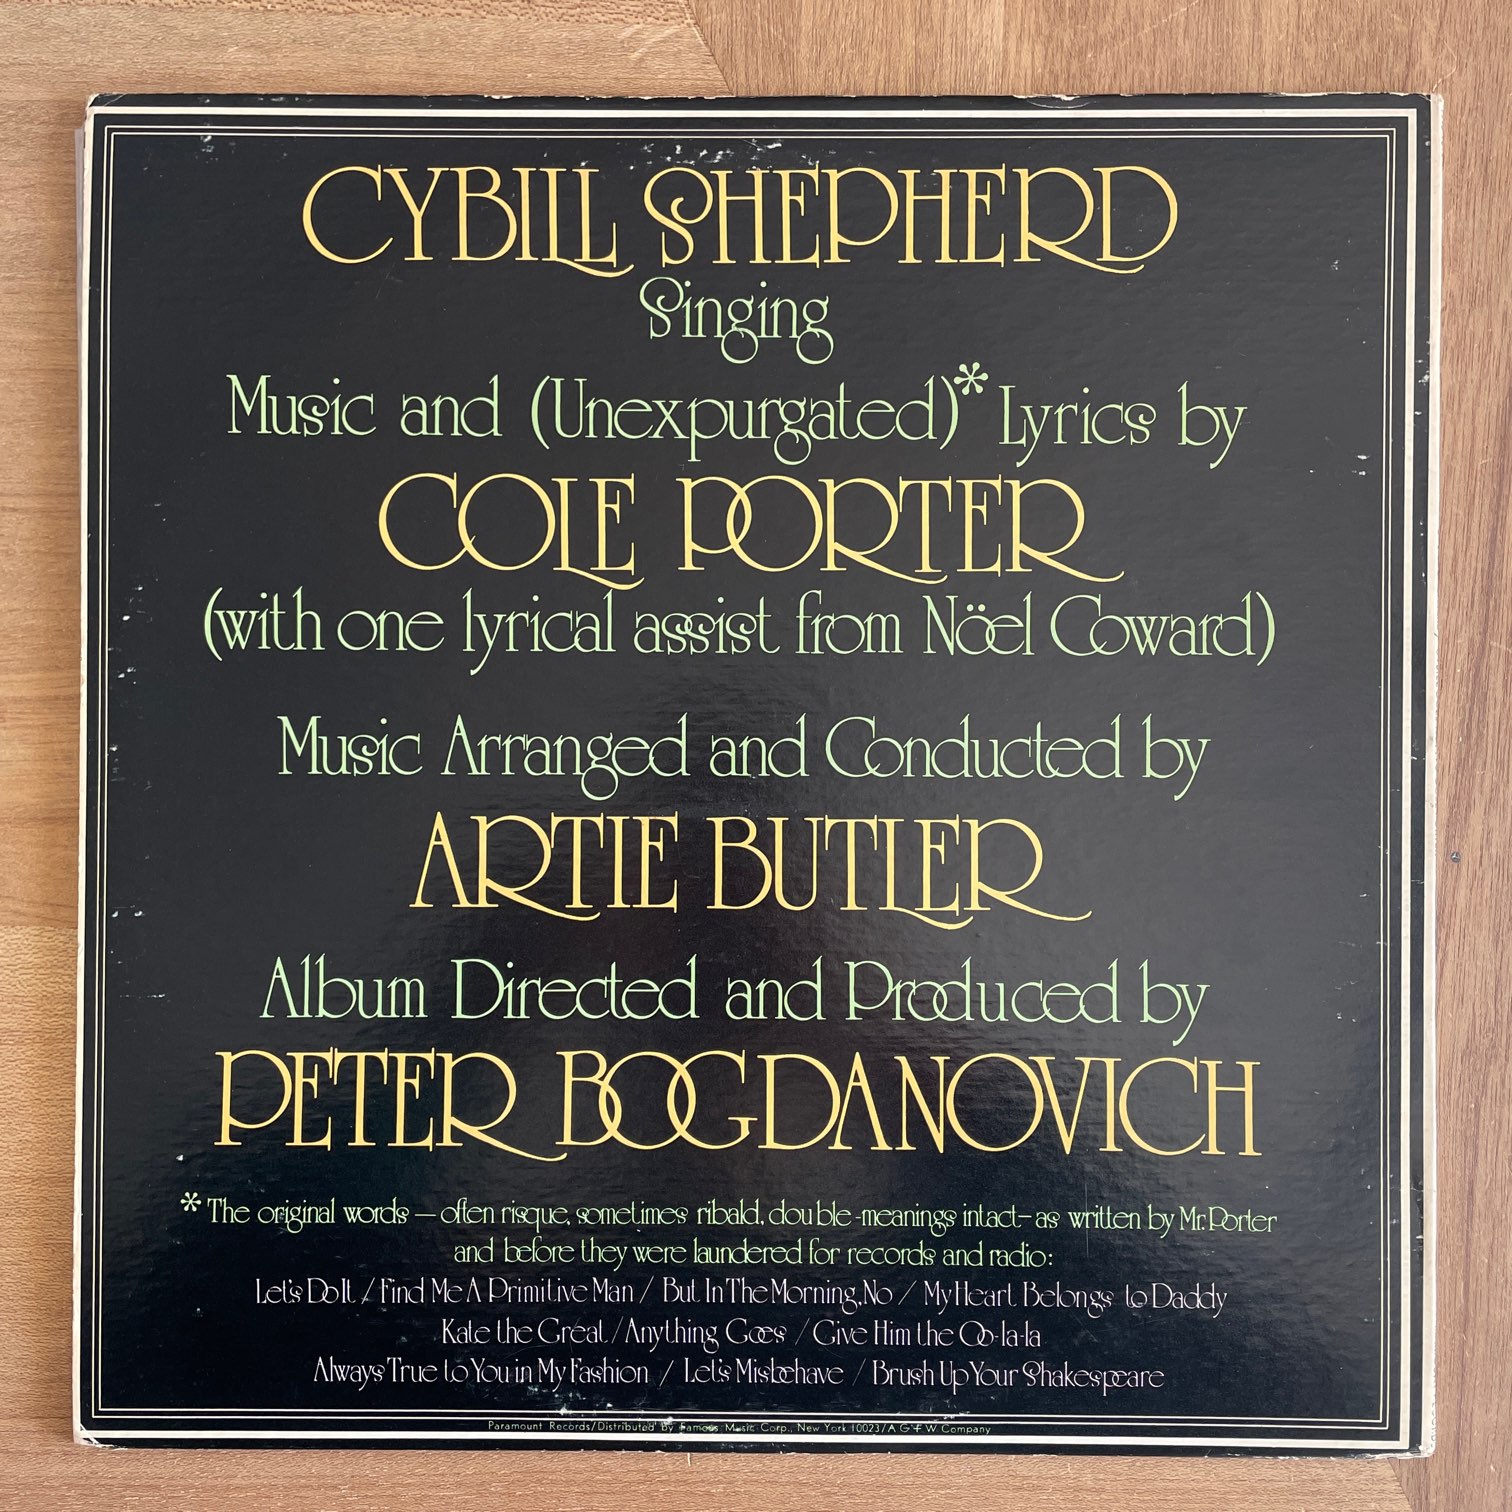 CYBILL SHEPHERD
Singing
Music and (Unexpurgated)* Lyrics by
COLE PORTER
(with one lyrical assist from Nöel Coward)
Music Arranged and Conducted by
ARTIE BUTLER
Album Directed and Produced by
PETER BOGDANOVICH
* The original words — often risque, sometimes ribald, double-meanings intact — as written by Mr. Porter
and before they were laundered for records and radio:
Let's Do It / Find Me A Primitive Man / But In The Morning, No / My Heart Belongs to Daddy
Kate the Great / Anything Goes / Give Him the Oo-la-la
Always True to You in My Fashion / Let's Misbehave / Brush Up Your Shakespeare
Paramount Records/Distributed by Famous Music Corp., New York 10023/A G+W Company